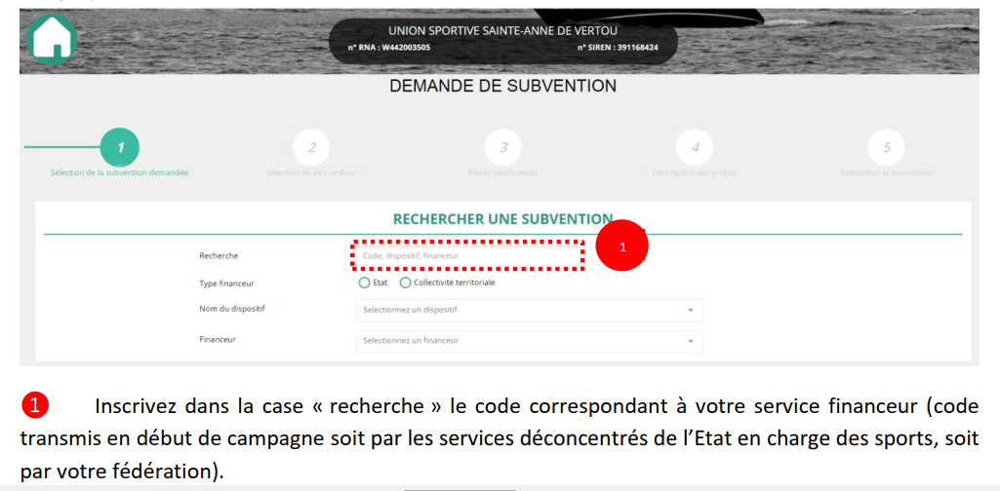 UNION SPORTIVE SAINTE-ANNE DE VERTOU
n° RNA : W442003505 n° SIREN : 391168424
DEMANDE DE SUBVENTION
1 2 3 4 5
Sélection de la subvention demandée Sélection du demandeur Pièces justificatives Description des projets Attestation et soumission
RECHERCHER UNE SUBVENTION
1
Recherche Code, dispositif, financeur
Type financeur Etat Collectivité territoriale
Nom du dispositif Selectionnez un dispositif
Financeur Selectionnez un financeur
1 Inscrivez dans la case « recherche » le code correspondant à votre service financeur (code
transmis en début de campagne soit par les services déconcentrés de l'Etat en charge des sports, soit
par votre fédération).